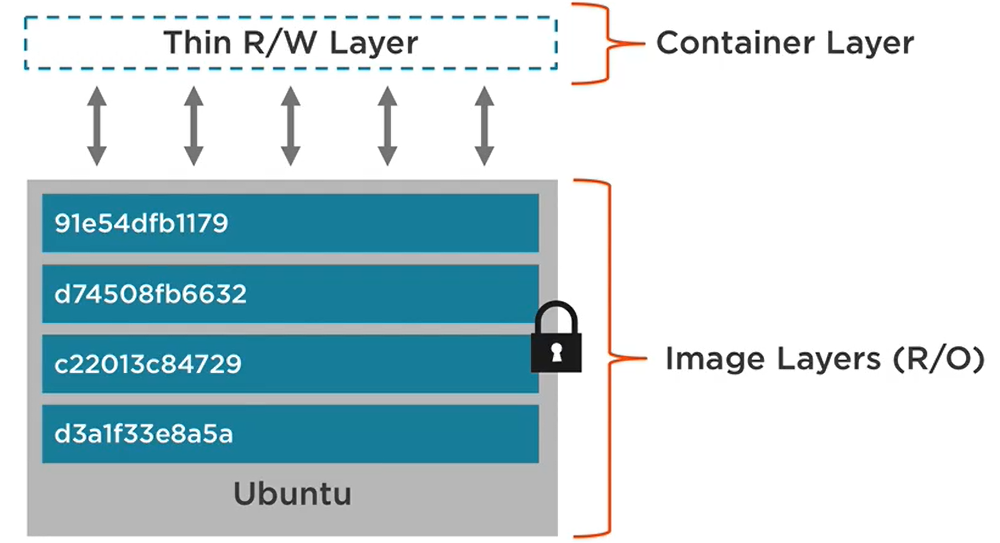 Thin R/W Layer
Container Layer
91e54dfb1179
d74508fb6632
c22013c84729
Image Layers (R/O)
d3a1f33e8a5a
Ubuntu